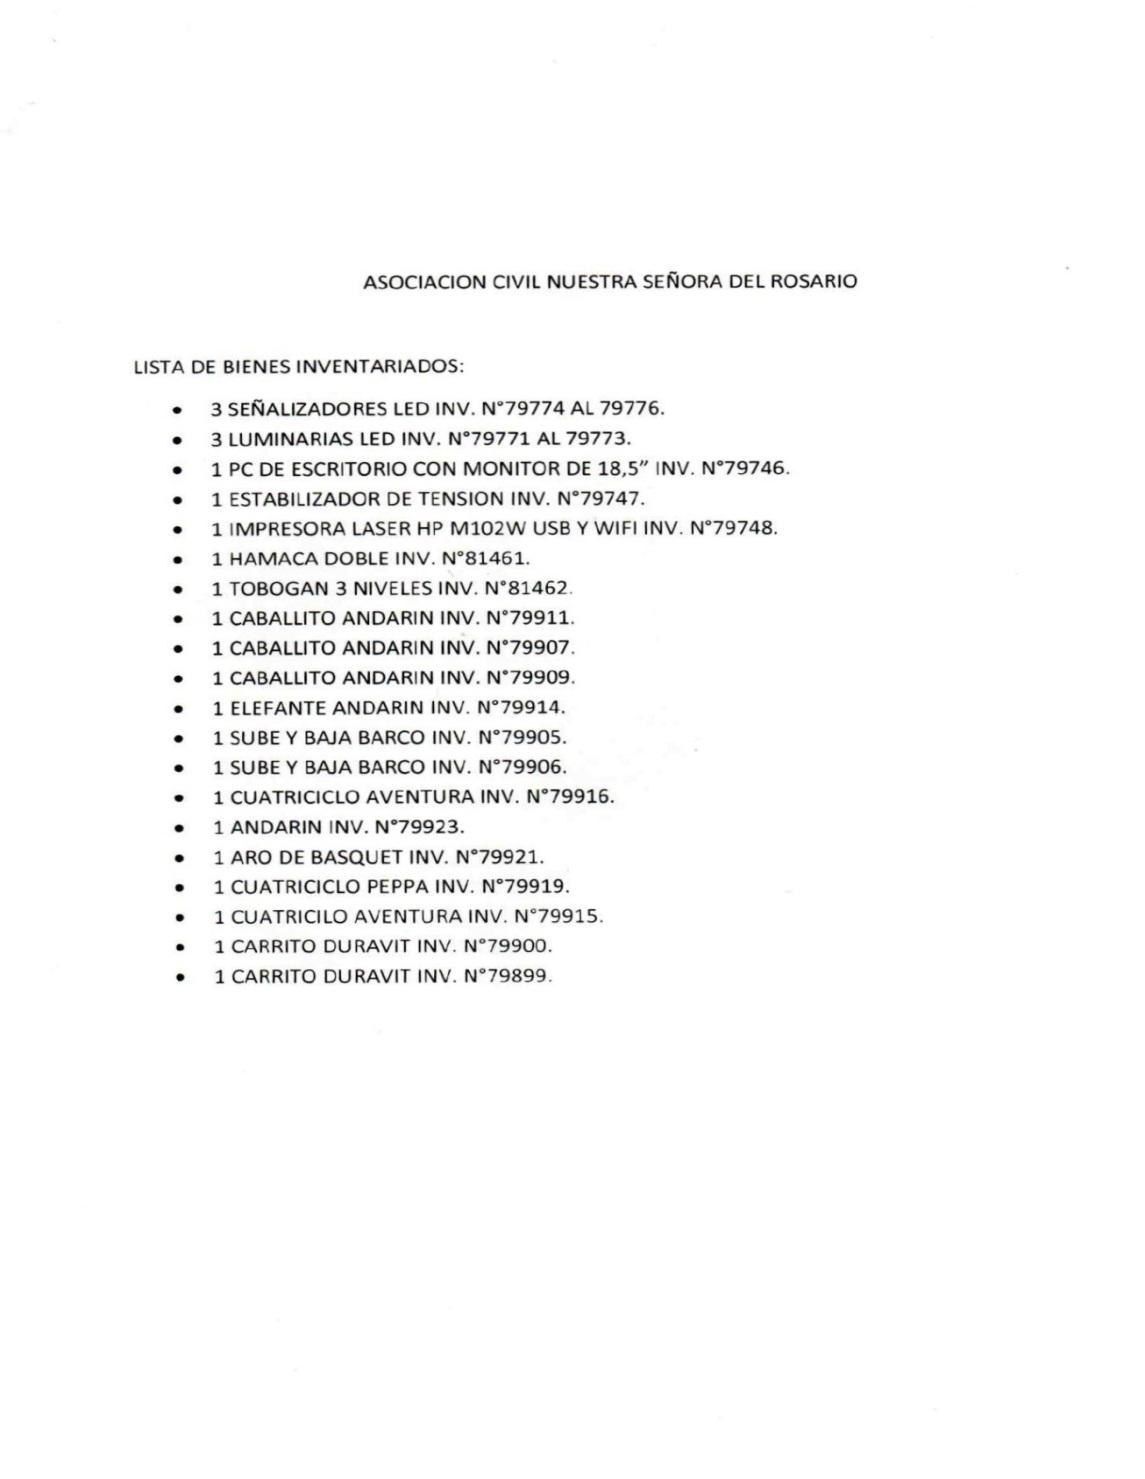 ASOCIACION CIVIL NUESTRA SEÑORA DEL ROSARIO
LISTA DE BIENES INVENTARIADOS:
• 3 SEÑALIZADORES LED INV. N°79774 AL 79776.
• 3 LUMINARIAS LED INV. N°79771 AL 79773.
• 1 PC DE ESCRITORIO CON MONITOR DE 18,5” INV. N°79746.
• 1 ESTABILIZADOR DE TENSION INV. N°79747.
• 1 IMPRESORA LASER HP M102W USB Y WIFI INV. N°79748.
• 1 HAMACA DOBLE INV. N°81461.
• 1 TOBOGAN 3 NIVELES INV. N°81462.
• 1 CABALLITO ANDARIN INV. N°79911.
• 1 CABALLITO ANDARIN INV. N°79907.
• 1 CABALLITO ANDARIN INV. N°79909.
• 1 ELEFANTE ANDARIN INV. N°79914.
• 1 SUBE Y BAJA BARCO INV. N°79905.
• 1 SUBE Y BAJA BARCO INV. N°79906.
• 1 CUATRICICLO AVENTURA INV. N°79916.
• 1 ANDARIN INV. N°79923.
• 1 ARO DE BASQUET INV. N°79921.
• 1 CUATRICICLO PEPPA INV. N°79919.
• 1 CUATRICILO AVENTURA INV. N°79915.
• 1 CARRITO DURAVIT INV. N°79900.
• 1 CARRITO DURAVIT INV. N°79899.